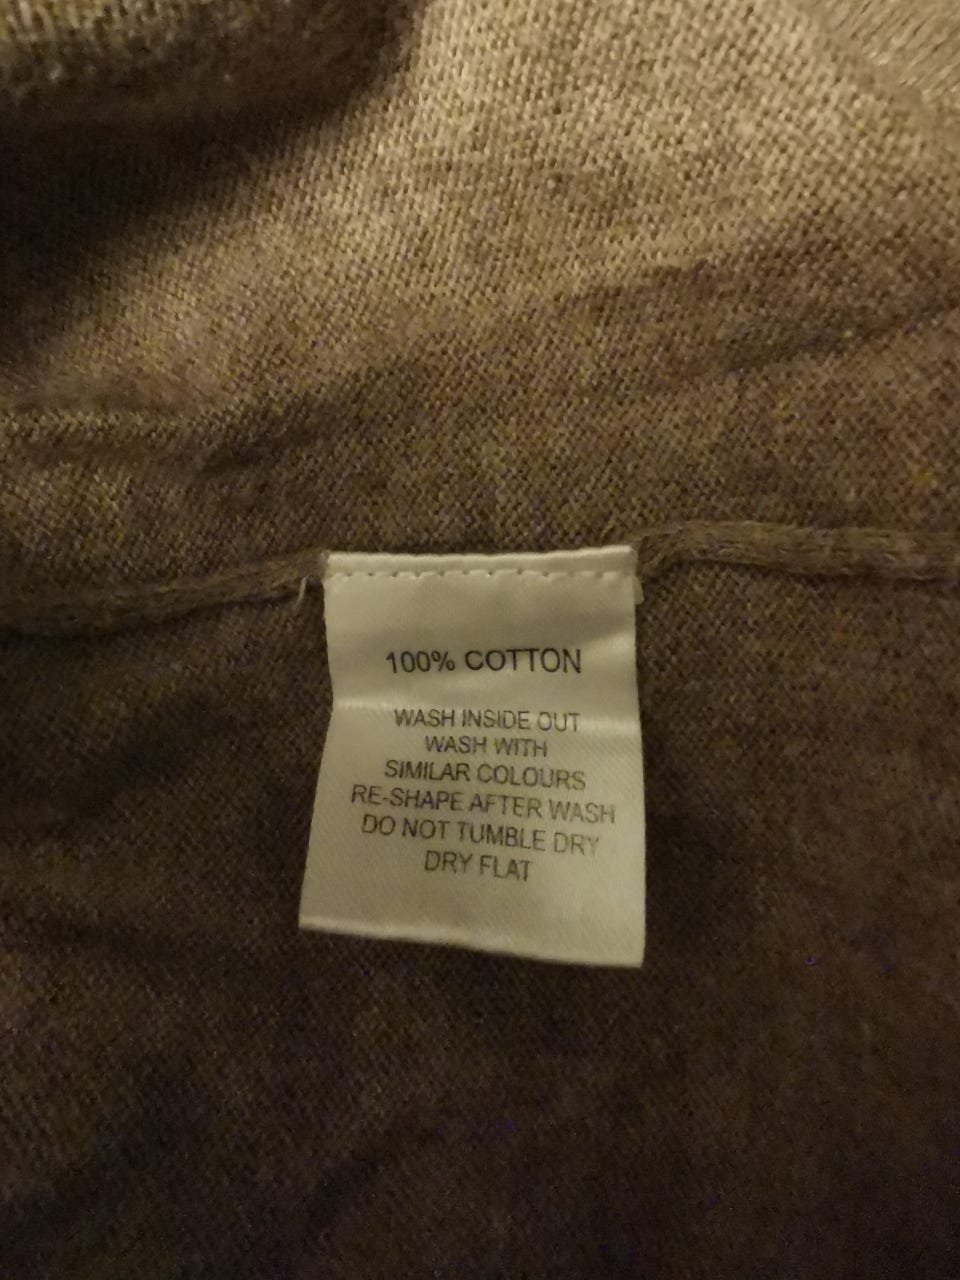 100% COTTON
WASH INSIDE OUT
WASH WITH
SIMILAR COLOURS
RE-SHAPE AFTER WASH
DO NOT TUMBLE DRY
DRY FLAT